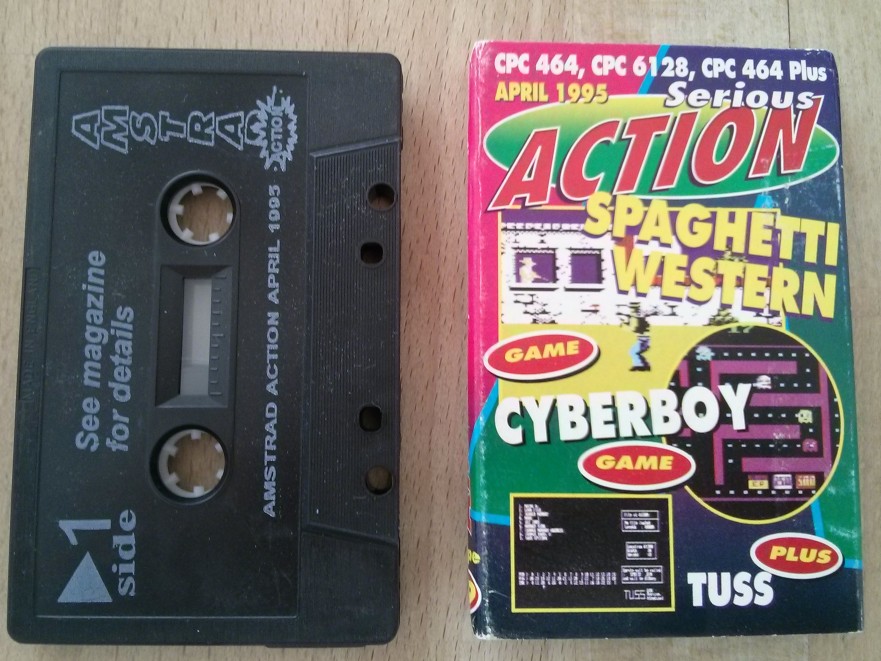 AMSTRAD
ACTION
AMSTRAD ACTION APRIL 1995
See magazine
for details
1
side
CPC 464, CPC 6128, CPC 464 Plus
APRIL 1995
Serious
ACTION
SPAGHETTI
WESTERN
GAME
CYBERBOY
GAME
PLUS
TUSS
TUSS